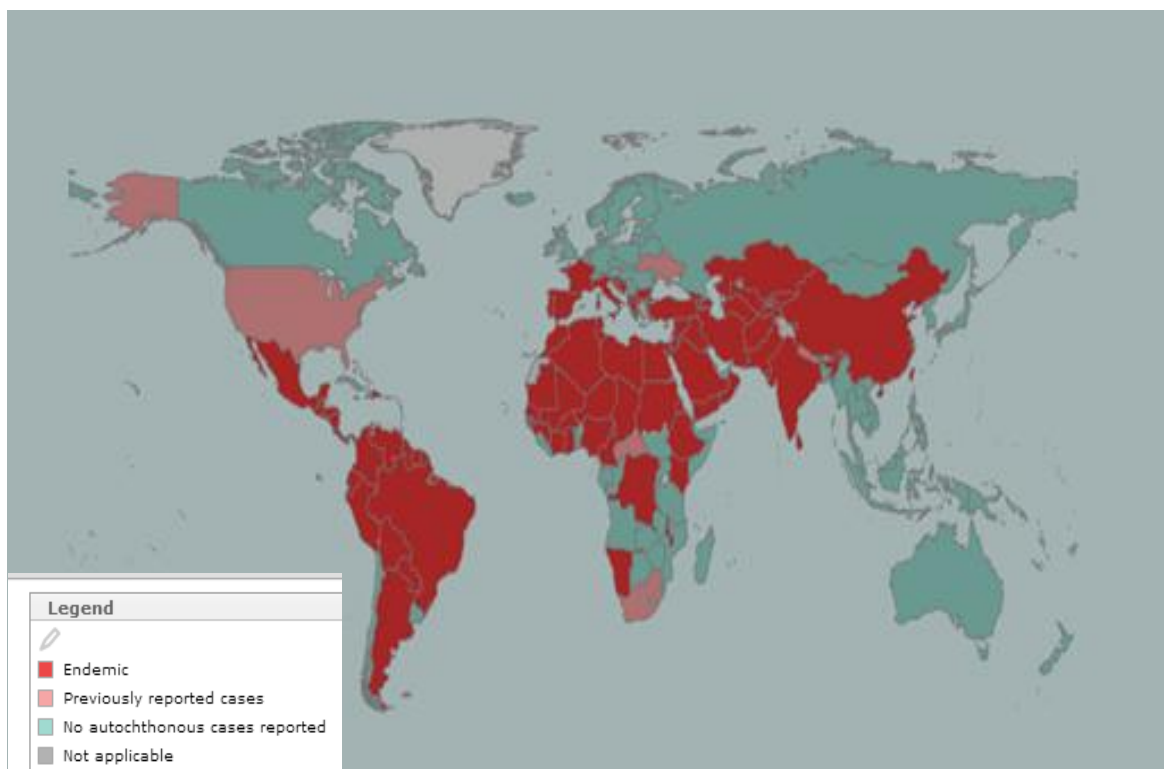 Legend
Endemic
Previously reported cases
No autochthonous cases reported
Not applicable